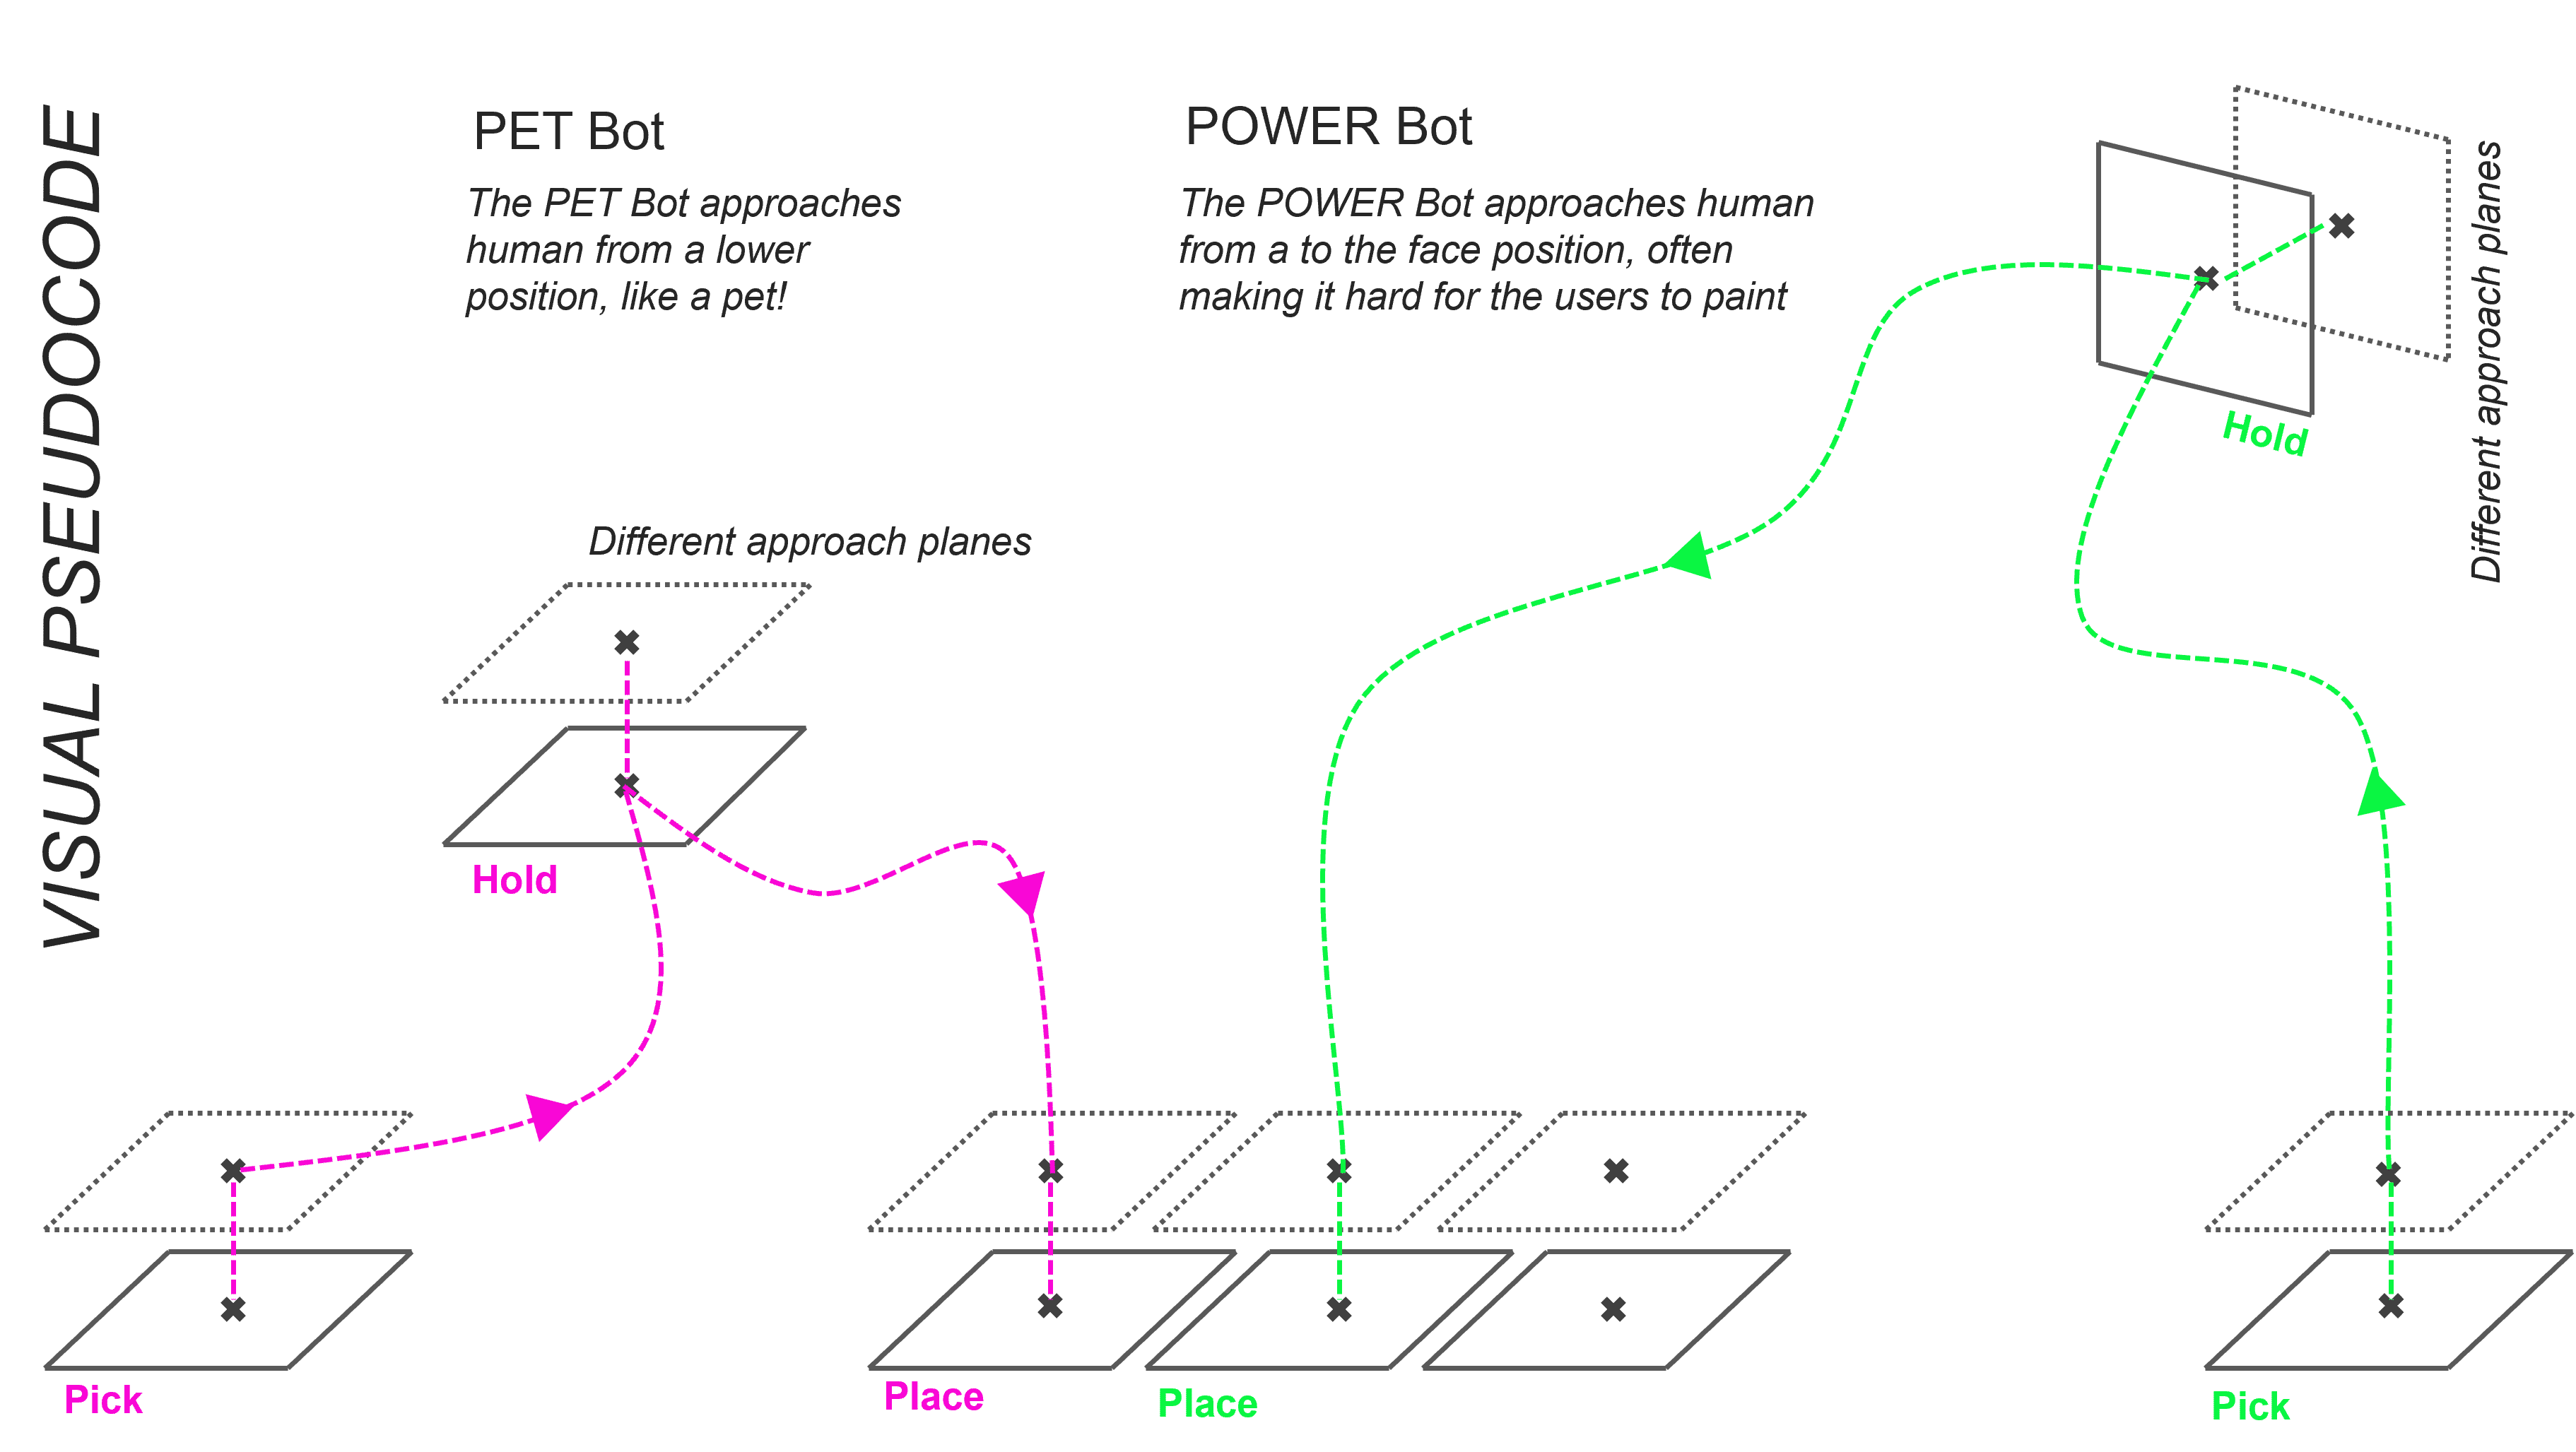 VISUAL PSEUDOCODE
PET Bot
The PET Bot approaches
human from a lower
position, like a pet!
POWER Bot
The POWER Bot approaches human
from a to the face position, often
making it hard for the users to paint
Different approach planes
Hold
Different approach planes
Hold
Pick
Place
Place
Pick